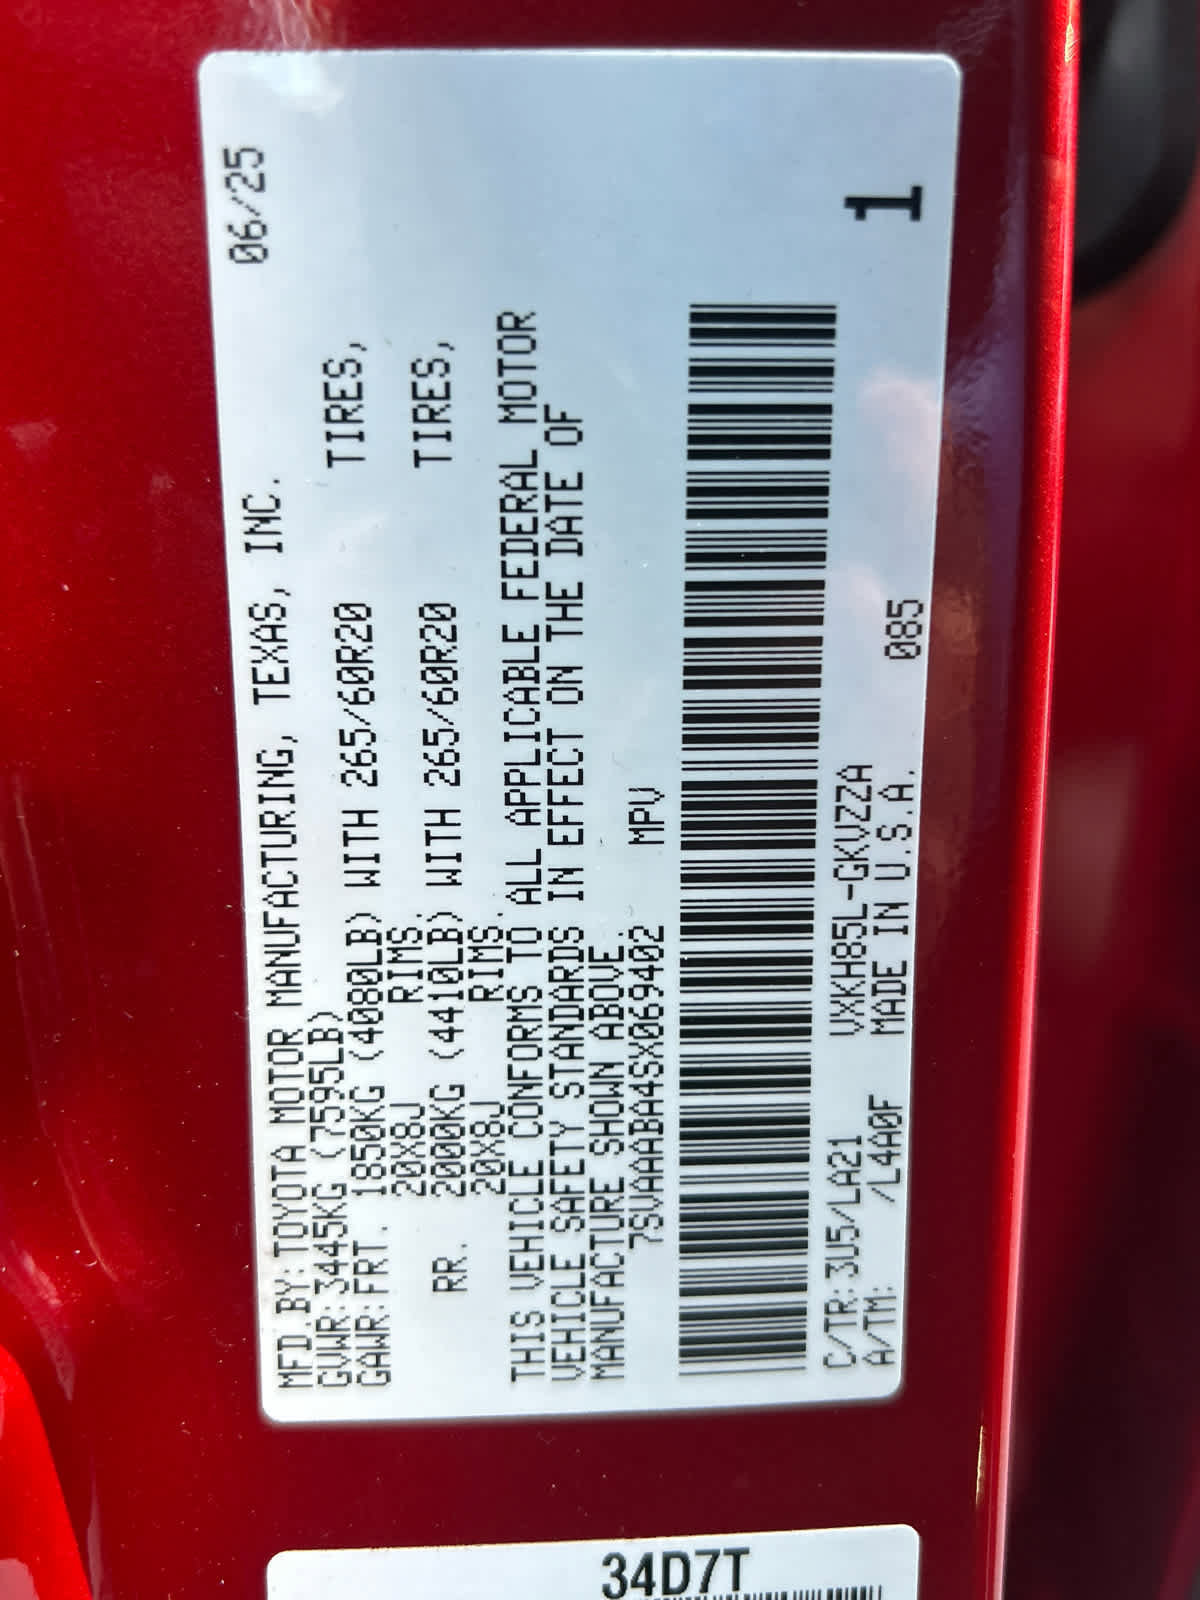 06/25
MFD.BY:TOYOTA MOTOR MANUFACTURING, TEXAS, INC.
GVWR:3445KG (7595LB)
GAWR:FRT. 1850KG (4080LB) WITH 265/60R20 TIRES,
20X8J RIMS.
RR. 2000KG (4410LB) WITH 265/60R20 TIRES,
20X8J RIMS.
THIS VEHICLE CONFORMS TO ALL APPLICABLE FEDERAL MOTOR
VEHICLE SAFETY STANDARDS IN EFFECT ON THE DATE OF
MANUFACTURE SHOWN ABOVE.
7SVAAABA4SX069402 MPV
C/TR:3U5/LA21 VXKH85L-GKVZZA
A/TM: /L4A0F MADE IN U.S.A. 085
1
34D7T